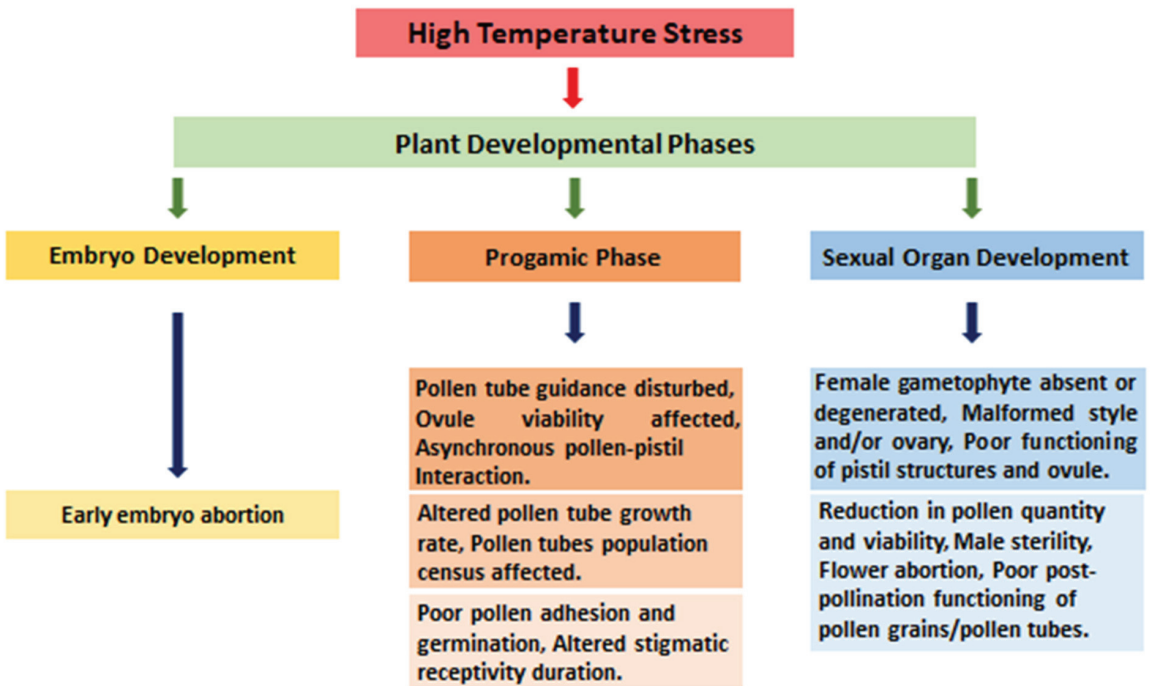 High Temperature Stress
Plant Developmental Phases
Embryo Development
Progamic Phase
Sexual Organ Development
Early embryo abortion
Pollen tube guidance disturbed,
Ovule viability affected,
Asynchronous pollen-pistil
Interaction.
Altered pollen tube growth
rate, Pollen tubes population
census affected.
Poor pollen adhesion and
germination, Altered stigmatic
receptivity duration.
Female gametophyte absent or
degenerated, Malformed style
and/or ovary, Poor functioning
of pistil structures and ovule.
Reduction in pollen quantity
and viability, Male sterility,
Flower abortion, Poor post-
pollination functioning of
pollen grains/pollen tubes.